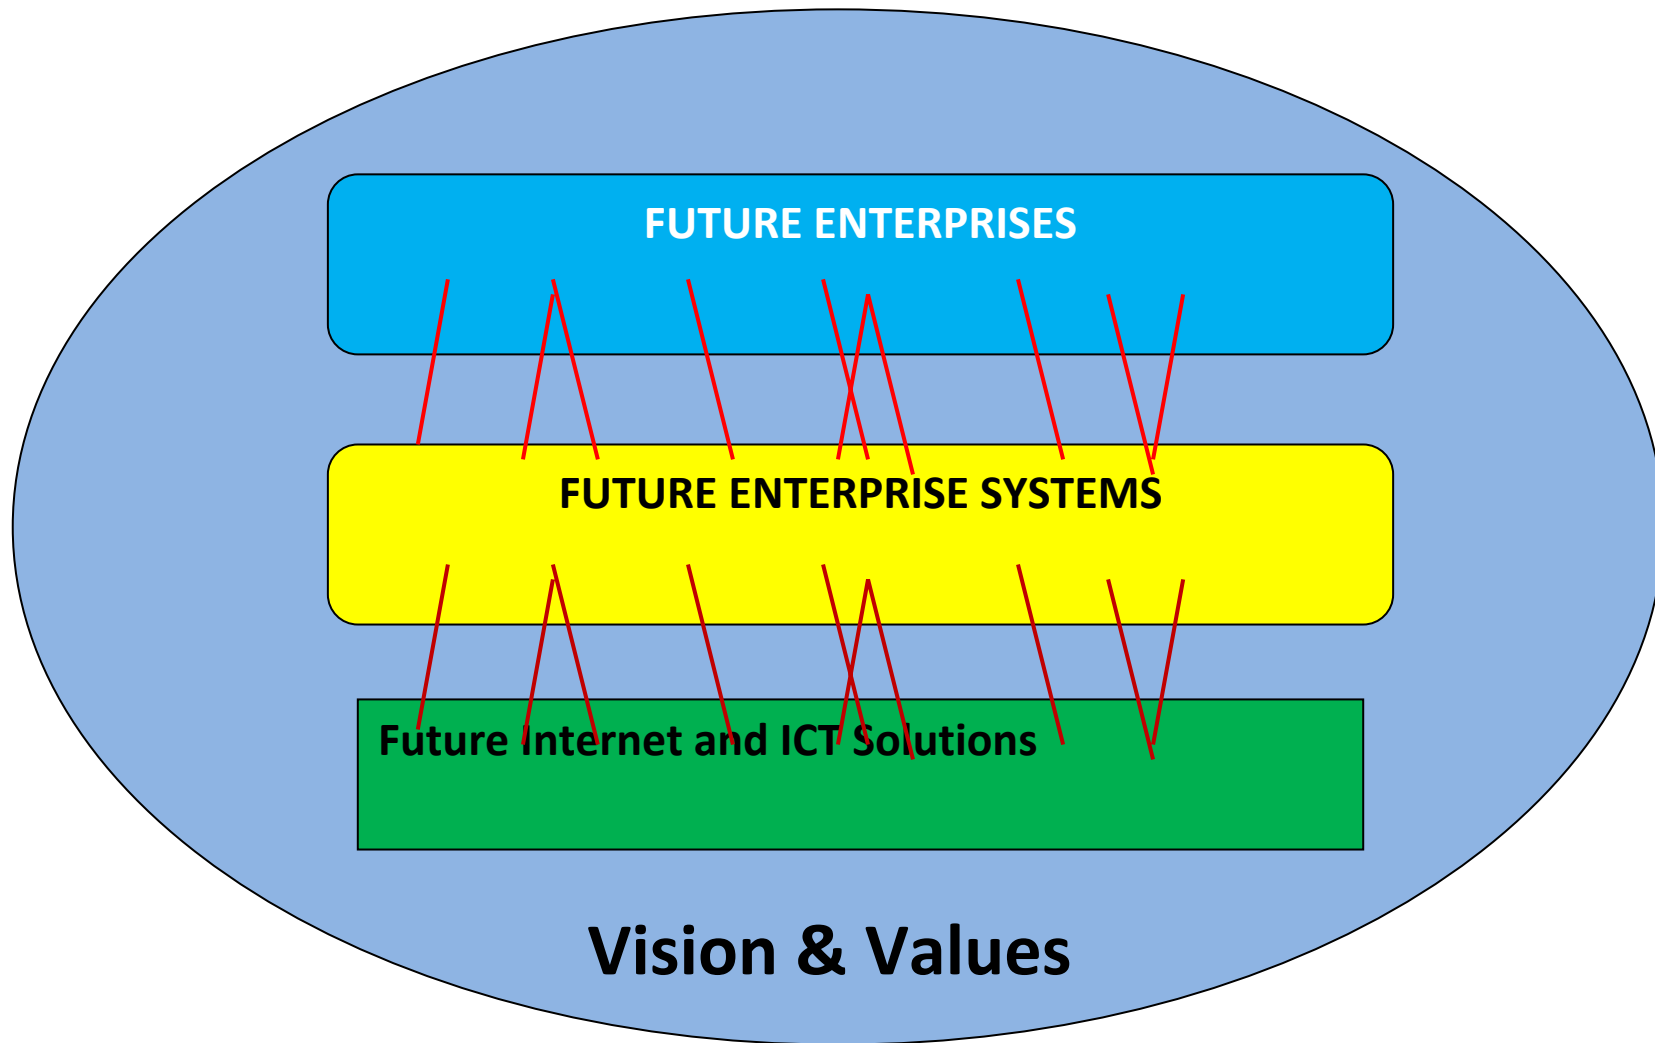 FUTURE ENTERPRISES
FUTURE ENTERPRISE SYSTEMS
Future Internet and ICT Solutions
Vision & Values